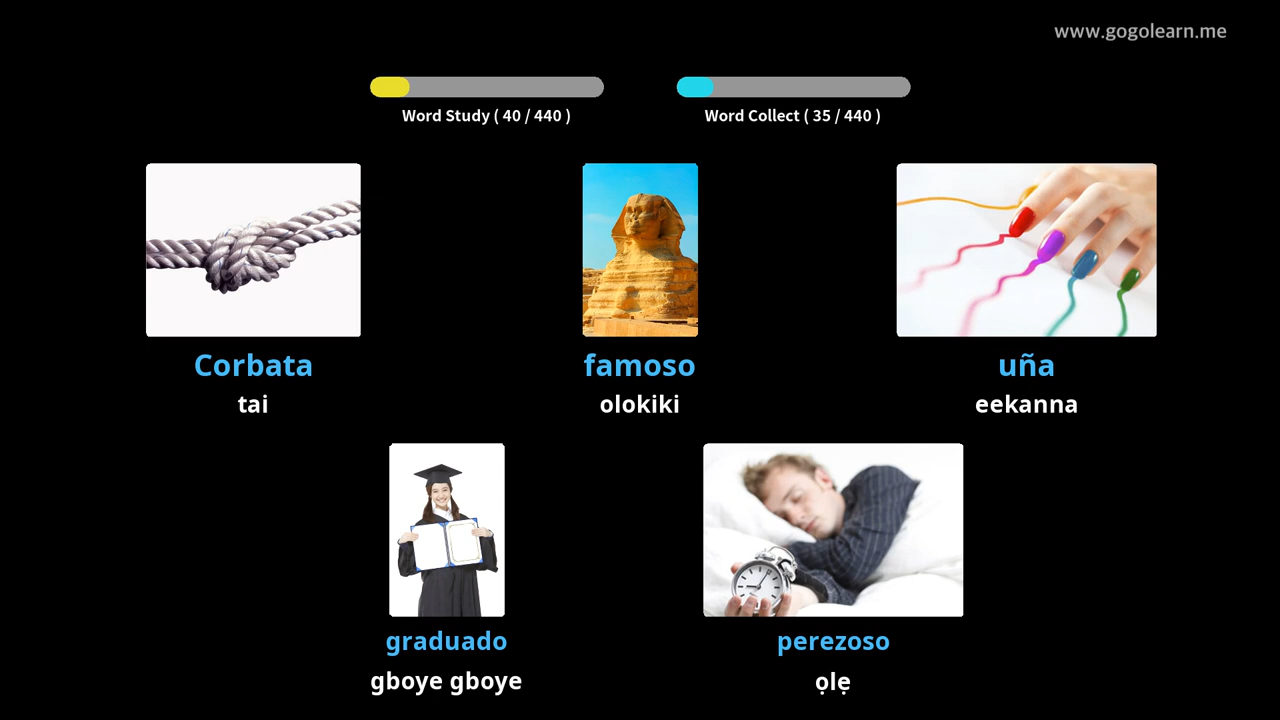 www.gogolearn.me
Word Study ( 40 / 440 )
Word Collect ( 35 / 440 )
Corbata
tai
famoso
olokiki
uña
eekanna
graduado
gboye gboye
perezoso
ọlẹ